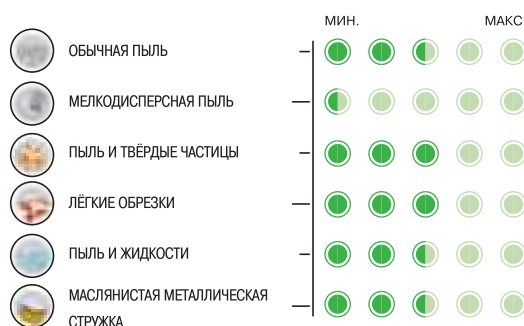 МИН. МАКС
ОБЫЧНАЯ ПЫЛЬ
МЕЛКОДИСПЕРСНАЯ ПЫЛЬ
ПЫЛЬ И ТВЁРДЫЕ ЧАСТИЦЫ
ЛЁГКИЕ ОБРЕЗКИ
ПЫЛЬ И ЖИДКОСТИ
МАСЛЯНИСТАЯ МЕТАЛЛИЧЕСКАЯ
СТРУЖКА